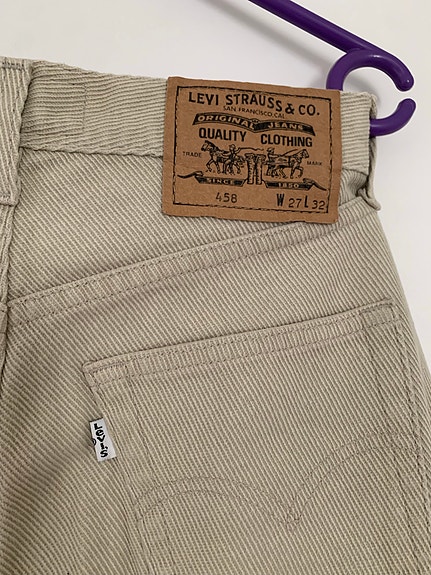 LEVI STRAUSS & CO.
SAN FRANCISCO, CAL.
ORIGINAL JEANS
QUALITY CLOTHING
TRADE MARK
SINCE 1850
458 W 27 L 32
LEVI'S